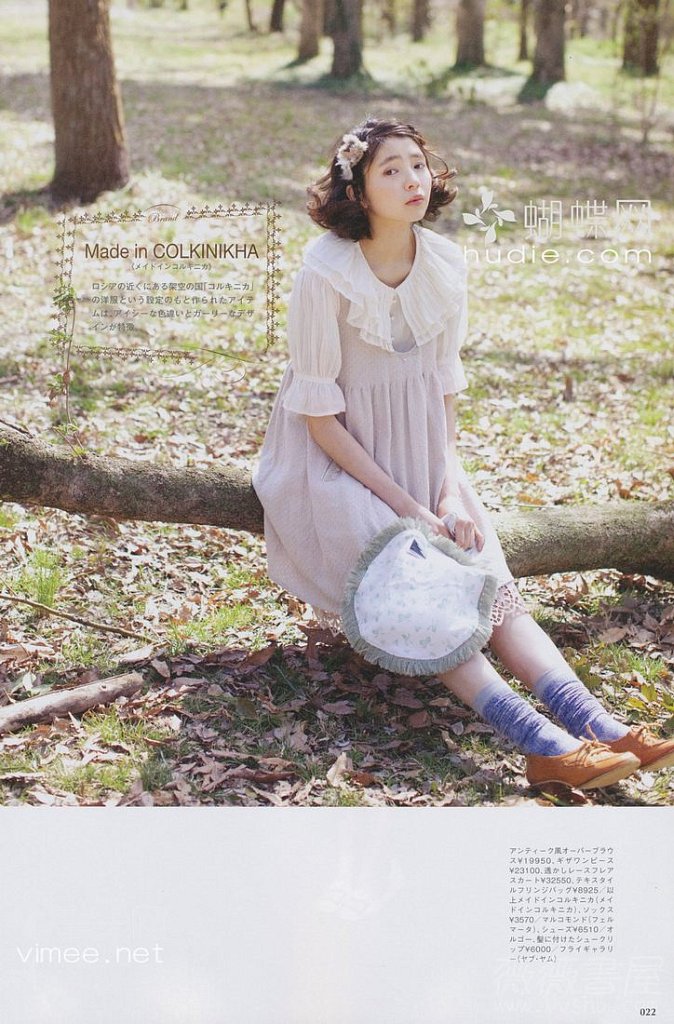 Brand
Made in COLKINIKHA
〈メイドインコルキニカ〉
ロシアの近くにある架空の国「コルキニカ」
の洋服という設定のもと作られたアイテ
ムは、アイシーな色遣いとガーリーなデザ
インが特徴。
蝴蝶网
hudie.com
アンティーク風オーバーブラウ
ス¥19950、ギザワンピース
¥23100、透かしレースフレア
スカート¥32550、テキスタイ
ルフリンジバッグ¥8925／以
上メイドインコルキニカ(メイ
ドインコルキニカ)、ソックス
¥3570／マルコモンド(フェル
マータ)、シューズ¥6510／オ
ルゴー、髪に付けたシュークリ
ップ¥6000／フライギャラリ
ー(ヤブ・ヤム)
vimee.net
薇薇書屋
022